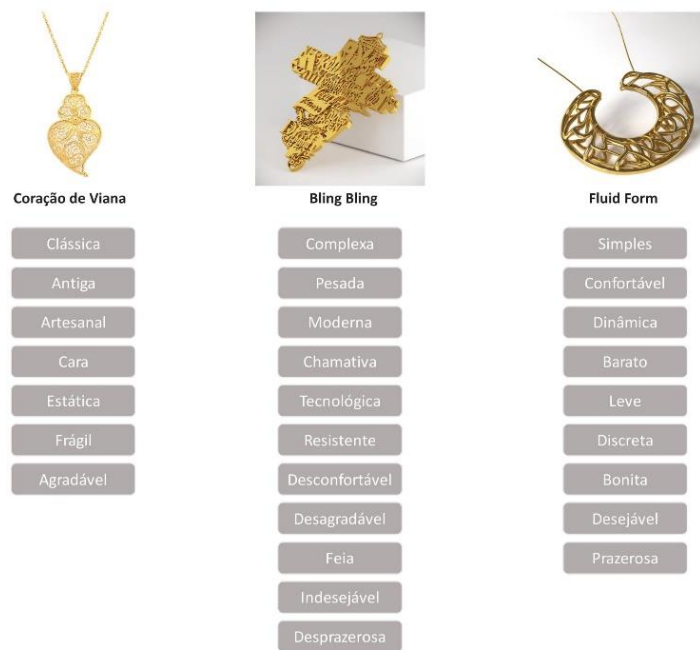 Coração de Viana
Clássica
Antiga
Artesanal
Cara
Estática
Frágil
Agradável
Bling Bling
Complexa
Pesada
Moderna
Chamativa
Tecnológica
Resistente
Desconfortável
Desagradável
Feia
Indesejável
Desprazerosa
Fluid Form
Simples
Confortável
Dinâmica
Barato
Leve
Discreta
Bonita
Desejável
Prazerosa